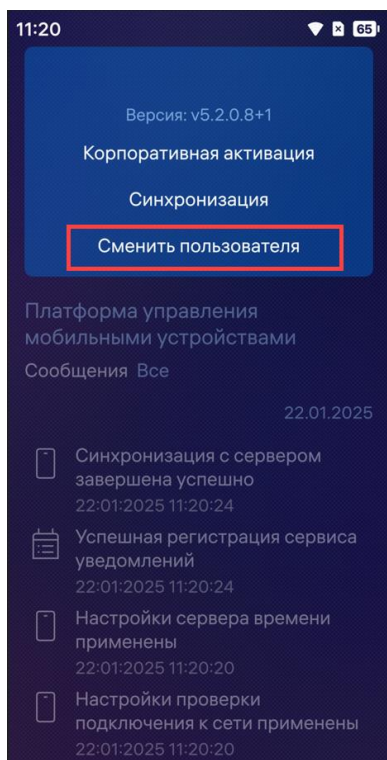 11:20
65
Версия: v5.2.0.8+1
Корпоративная активация
Синхронизация
Сменить пользователя
Платформа управления
мобильными устройствами
Сообщения Все
22.01.2025
Синхронизация с сервером
завершена успешно
22:01:2025 11:20:24
Успешная регистрация сервиса
уведомлений
22:01:2025 11:20:24
Настройки сервера времени
применены
22:01:2025 11:20:20
Настройки проверки
подключения к сети применены
22:01:2025 11:20:20